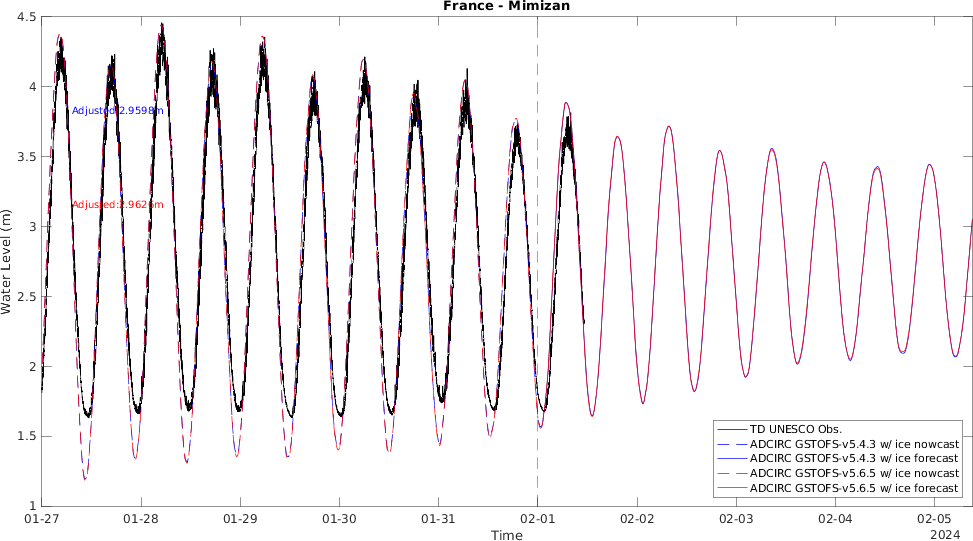 France - Mimizan
4.5
4
3.5
3
2.5
2
1.5
1
Water Level (m)
Adjusted:2.9598m
Adjusted:2.9626m
TD UNESCO Obs.
ADCIRC GSTOFS-v5.4.3 w/ ice nowcast
ADCIRC GSTOFS-v5.4.3 w/ ice forecast
ADCIRC GSTOFS-v5.6.5 w/ ice nowcast
ADCIRC GSTOFS-v5.6.5 w/ ice forecast
01-27 01-28 01-29 01-30 01-31 02-01 02-02 02-03 02-04 02-05
Time
2024